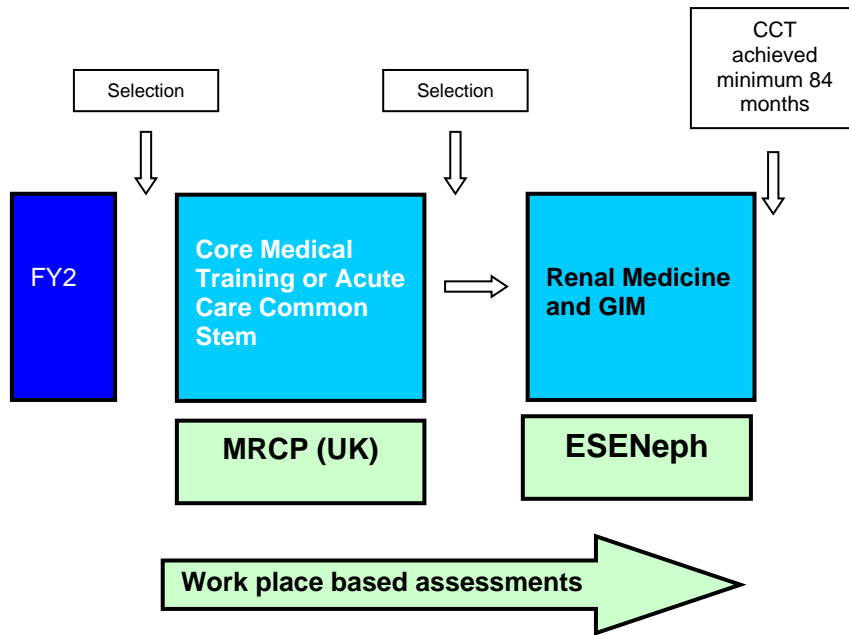 CCT
achieved
minimum 84
months
Selection
Selection
FY2
Core Medical
Training or Acute
Care Common
Stem
Renal Medicine
and GIM
MRCP (UK)
ESENeph
Work place based assessments